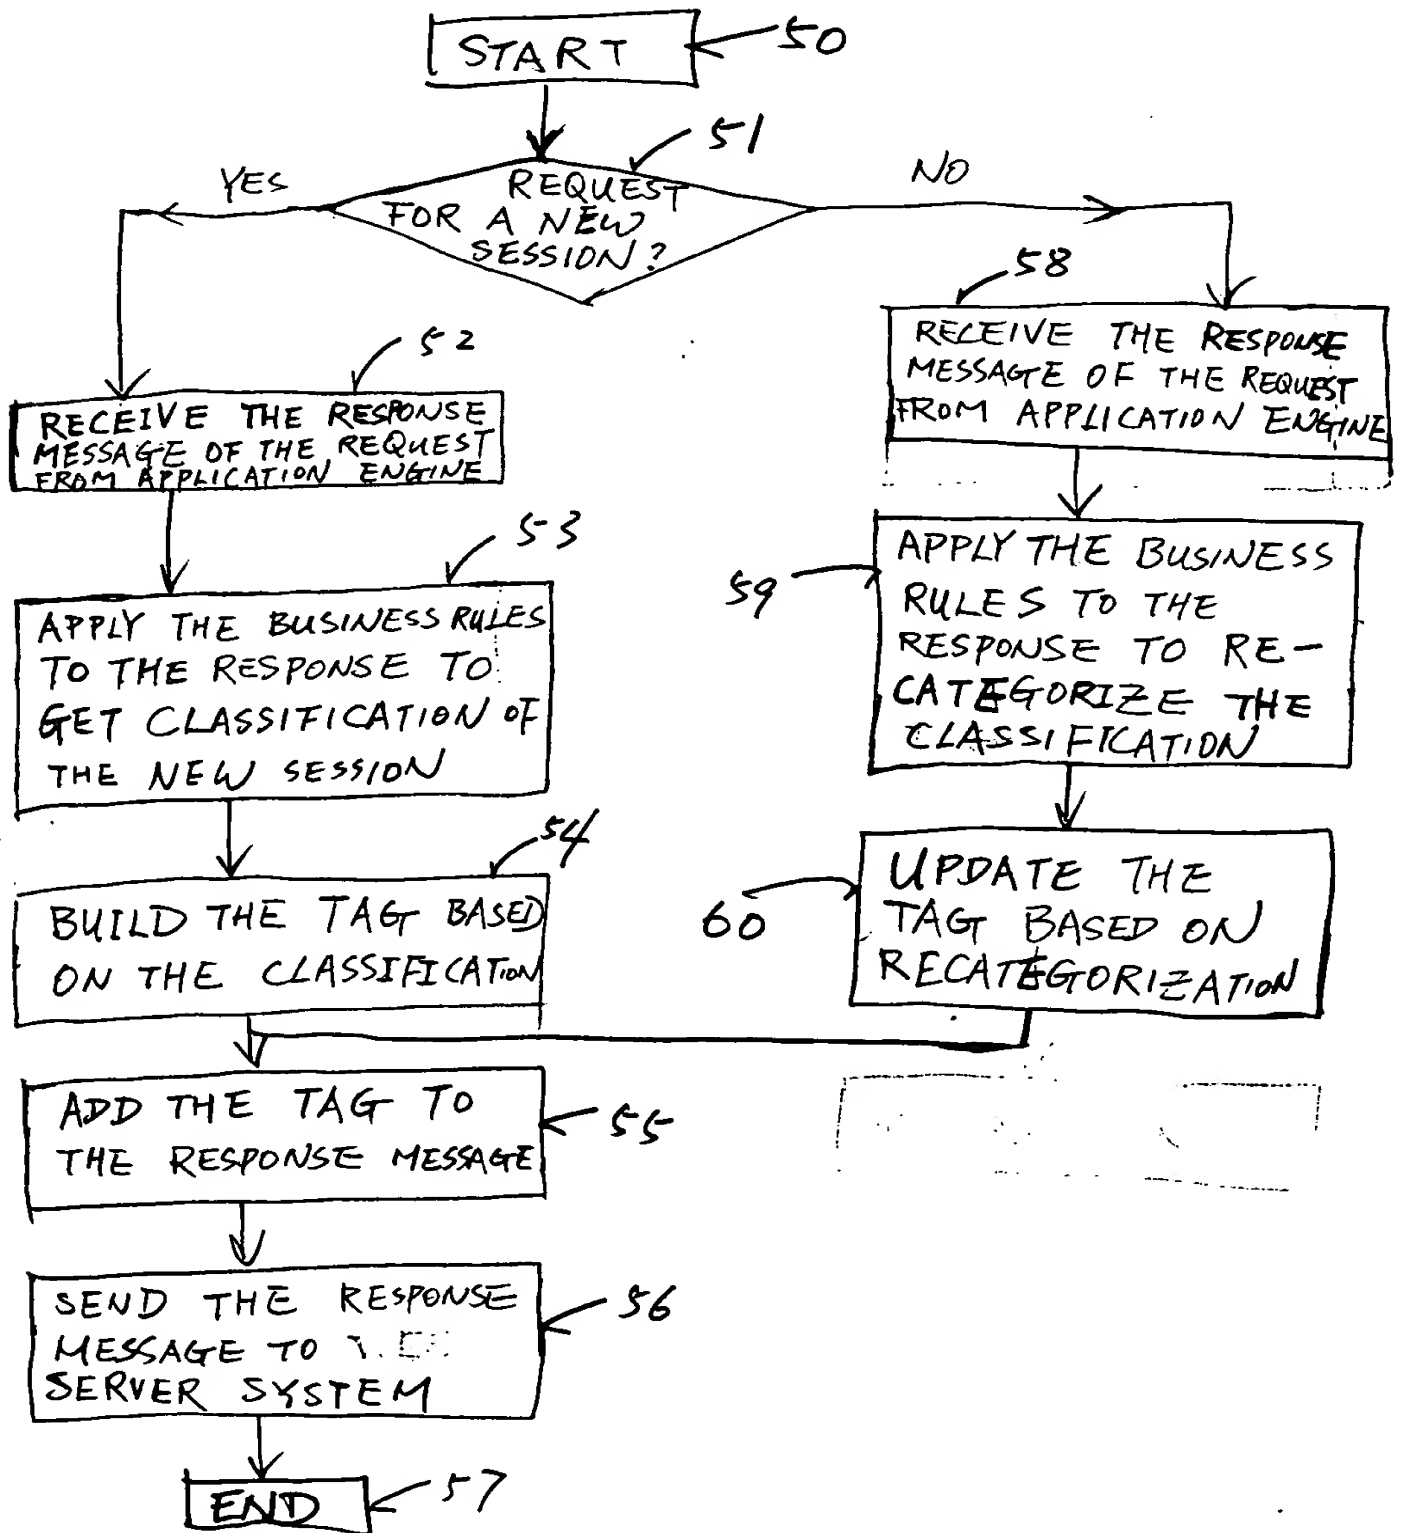 START
50
51
YES
NO
REQUEST
FOR A NEW
SESSION?
52
RECEIVE THE RESPONSE
MESSAGE OF THE REQUEST
FROM APPLICATION ENGINE
53
APPLY THE BUSINESS RULES
TO THE RESPONSE TO
GET CLASSIFICATION OF
THE NEW SESSION
54
BUILD THE TAG BASED
ON THE CLASSIFICATION
58
RECEIVE THE RESPONSE
MESSAGE OF THE REQUEST
FROM APPLICATION ENGINE
59
APPLY THE BUSINESS
RULES TO THE
RESPONSE TO RE-
CATEGORIZE THE
CLASSIFICATION
60
UPDATE THE
TAG BASED ON
RECATEGORIZATION
ADD THE TAG TO
THE RESPONSE MESSAGE
55
SEND THE RESPONSE
MESSAGE TO
SERVER SYSTEM
56
END
57